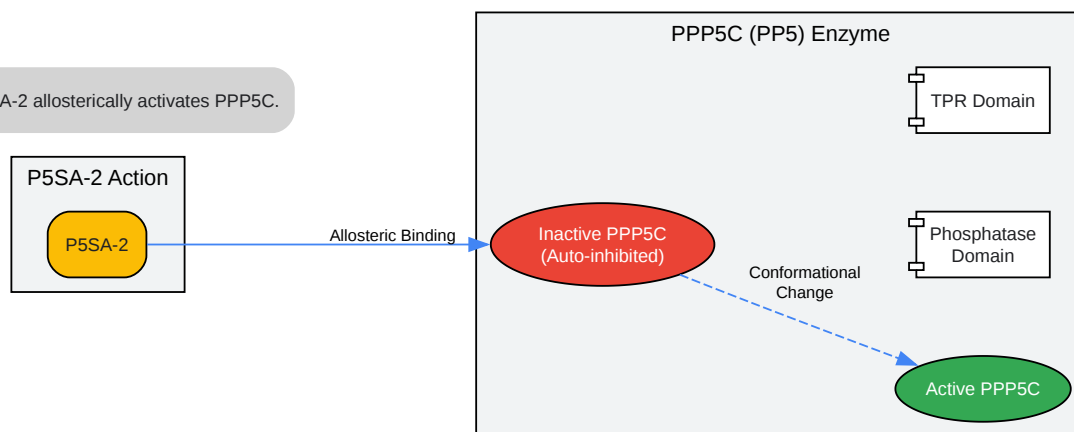 PPP5C (PP5) Enzyme
TPR Domain
A-2 allosterically activates PPP5C.
P5SA-2 Action
P5SA-2
Allosteric Binding
Inactive PPP5C
(Auto-inhibited)
Phosphatase
Domain
Conformational
Change
Active PPP5C